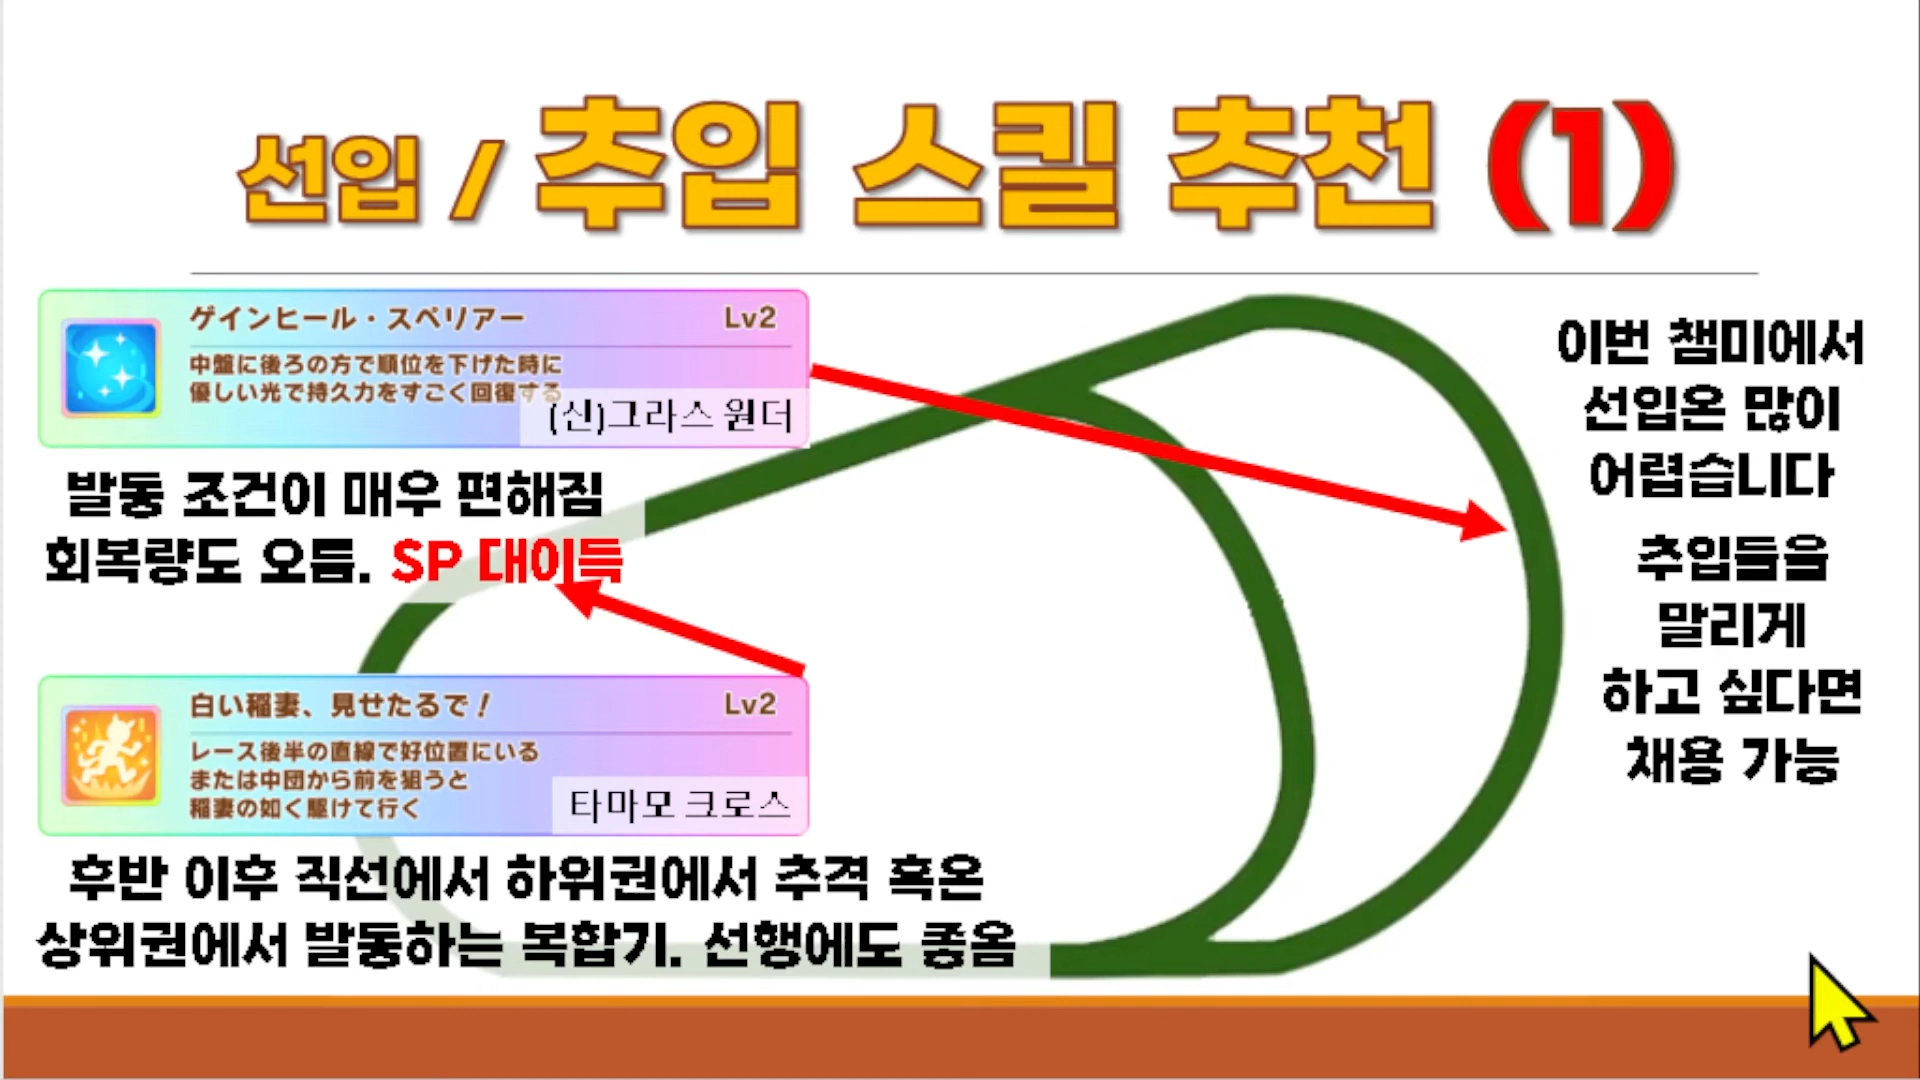 선입 / 추입 스킬 추천 (1)
ゲインヒール・スペリアー Lv2
中盤に後ろの方で順位を下げた時に
優しい光で持久力をすごく回復する
(신)그라스 원더
발동 조건이 매우 편해짐
회복량도 오름. SP 대이득
白い稲妻、見せたるで！ Lv2
レース後半の直線で好位置にいる
または中団から前を狙うと
稲妻の如く駆けて行く
타마모 크로스
후반 이후 직선에서 하위권에서 추격 혹은
상위권에서 발동하는 복합기. 선행에도 좋음
이번 챔미에서
선입은 많이
어렵습니다
추입들을
말리게
하고 싶다면
채용 가능